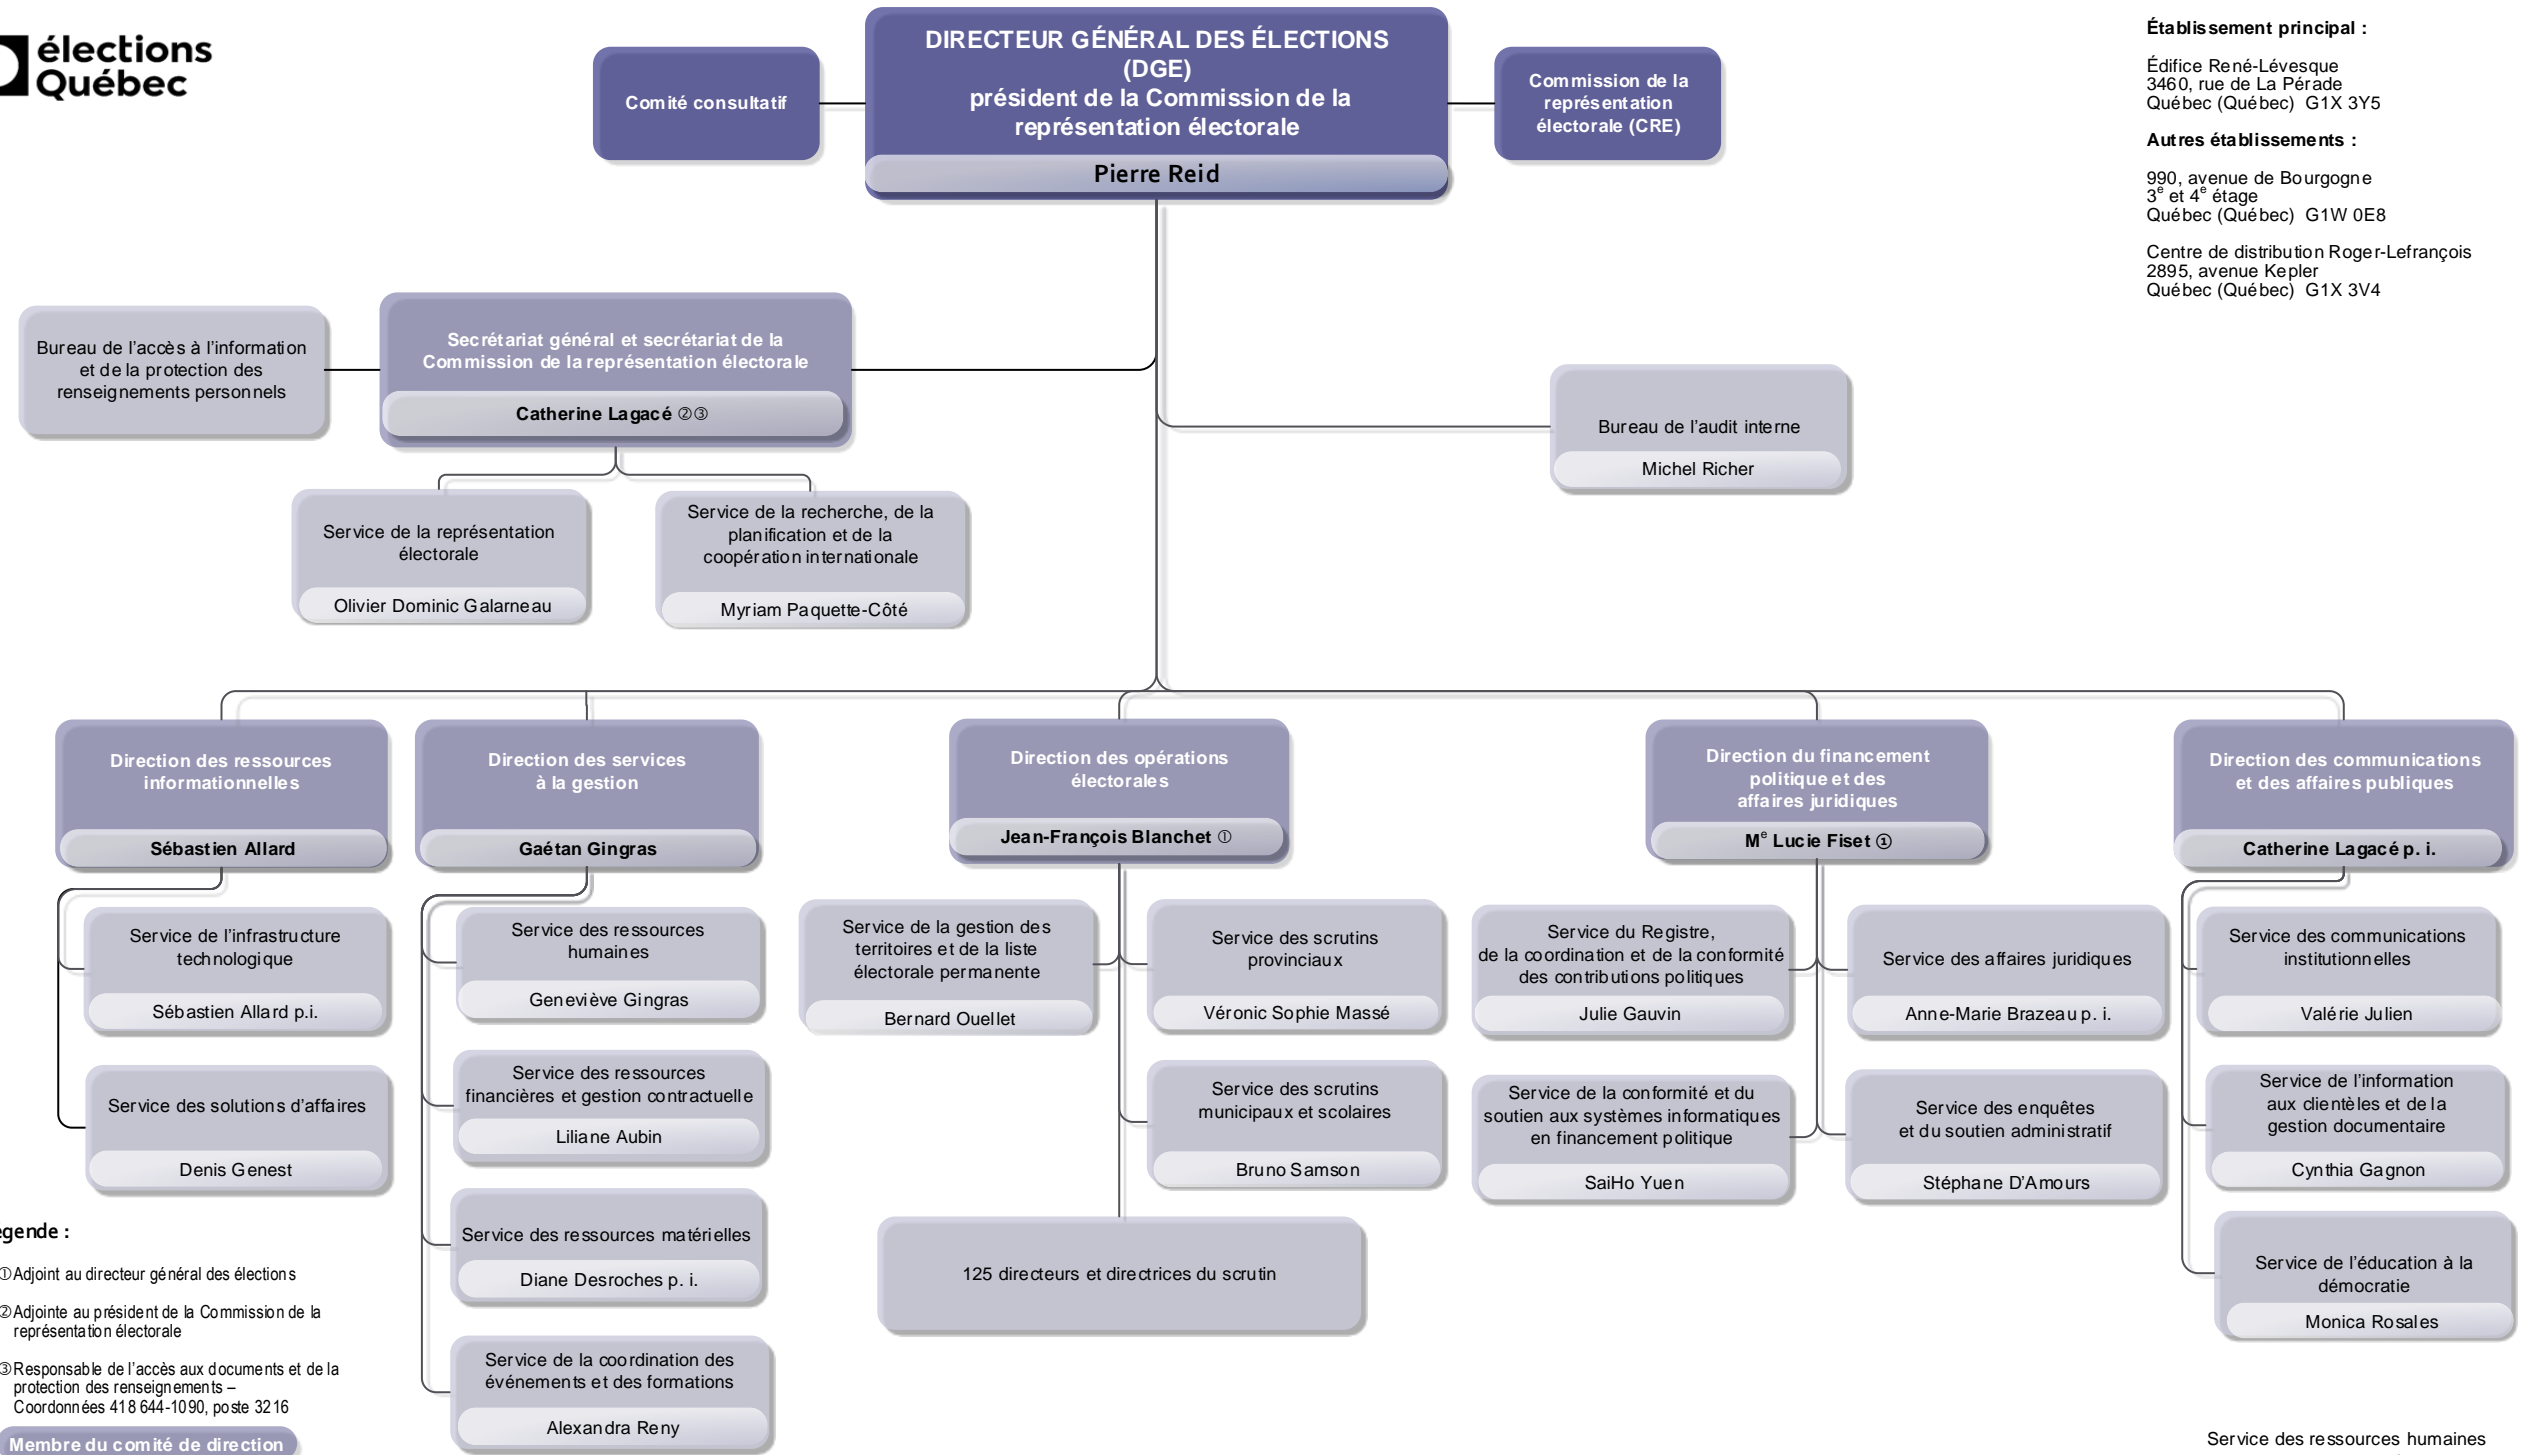 élections
Québec
DIRECTEUR GÉNÉRAL DES ÉLECTIONS
(DGE)
président de la Commission de la
représentation électorale
Pierre Reid
Comité consultatif
Commission de la
représentation
électorale (CRE)
Établissement principal :
Édifice René-Lévesque
3460, rue de La Pérade
Québec (Québec) G1X 3Y5
Autres établissements :
990, avenue de Bourgogne
3e et 4e étage
Québec (Québec) G1W 0E8
Centre de distribution Roger-Lefrançois
2895, avenue Kepler
Québec (Québec) G1X 3V4
Bureau de l'accès à l'information
et de la protection des
renseignements personnels
Secrétariat général et secrétariat de la
Commission de la représentation électorale
Catherine Lagacé ②③
Bureau de l'audit interne
Michel Richer
Service de la représentation
électorale
Olivier Dominic Galarneau
Service de la recherche, de la
planification et de la
coopération internationale
Myriam Paquette-Côté
Direction des ressources
informationnelles
Sébastien Allard
Service de l'infrastructure
technologique
Sébastien Allard p.i.
Service des solutions d'affaires
Denis Genest
Direction des services
à la gestion
Gaétan Gingras
Service des ressources
humaines
Geneviève Gingras
Service des ressources
financières et gestion contractuelle
Liliane Aubin
Service des ressources matérielles
Diane Desroches p. i.
Service de la coordination des
événements et des formations
Alexandra Reny
Direction des opérations
électorales
Jean-François Blanchet ①
Service de la gestion des
territoires et de la liste
électorale permanente
Bernard Ouellet
Service des scrutins
provinciaux
Véronic Sophie Massé
Service des scrutins
municipaux et scolaires
Bruno Samson
125 directeurs et directrices du scrutin
Direction du financement
politique et des
affaires juridiques
Me Lucie Fiset ①
Service du Registre,
de la coordination et de la conformité
des contributions politiques
Julie Gauvin
Service des affaires juridiques
Anne-Marie Brazeau p. i.
Service de la conformité et du
soutien aux systèmes informatiques
en financement politique
SaiHo Yuen
Service des enquêtes
et du soutien administratif
Stéphane D'Amours
Direction des communications
et des affaires publiques
Catherine Lagacé p. i.
Service des communications
institutionnelles
Valérie Julien
Service de l'information
aux clientèles et de la
gestion documentaire
Cynthia Gagnon
Service de l'éducation à la
démocratie
Monica Rosales
égende :
①Adjoint au directeur général des élections
②Adjointe au président de la Commission de la
représentation électorale
③Responsable de l'accès aux documents et de la
protection des renseignements –
Coordonnées 418 644-1090, poste 3216
Membre du comité de direction
Service des ressources humaines